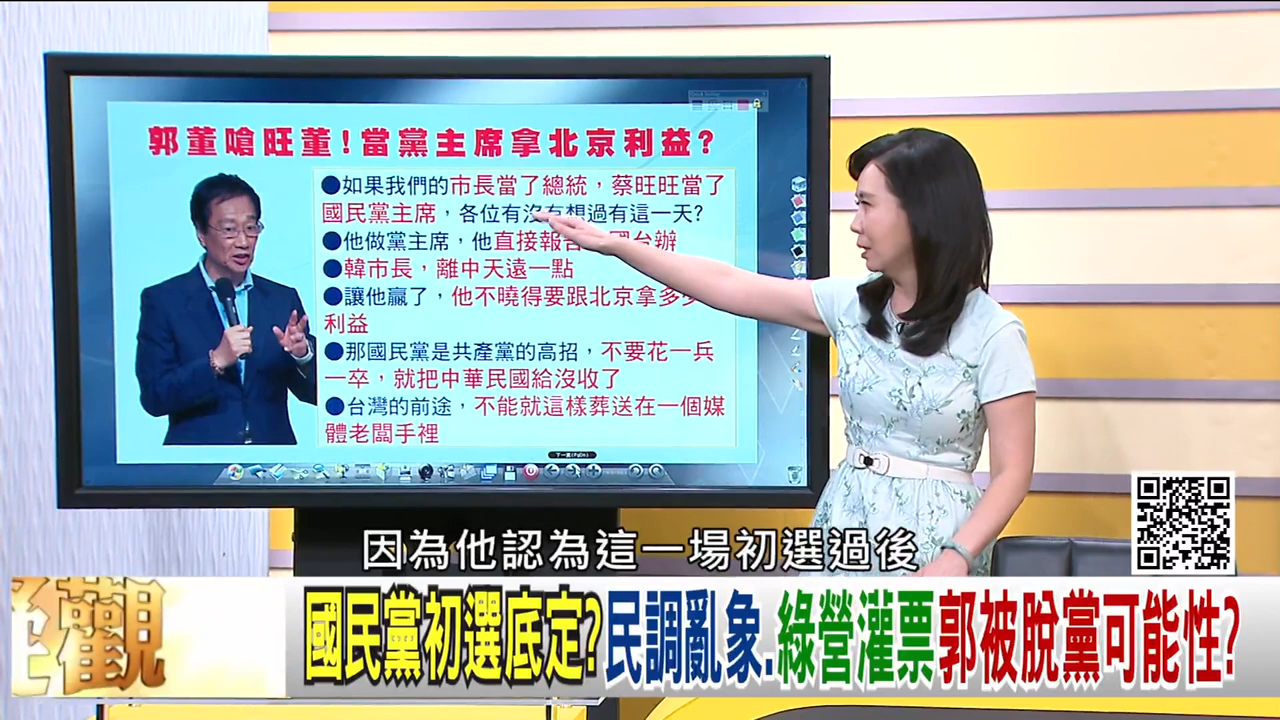 郭董嗆旺董!當黨主席拿北京利益?
●如果我們的市長當了總統，蔡旺旺當了
國民黨主席，各位有沒有想過有這一天?
●他做黨主席，他直接報告 國台辦
●韓市長，離中天遠一點
●讓他贏了，他不曉得要跟北京拿多少
利益
●那國民黨是共產黨的高招，不要花一兵
一卒，就把中華民國給沒收了
●台灣的前途，不能就這樣葬送在一個媒
體老闆手裡
因為他認為這一場初選過後
觀
國民黨初選底定?民調亂象.綠營灌票郭被脫黨可能性?